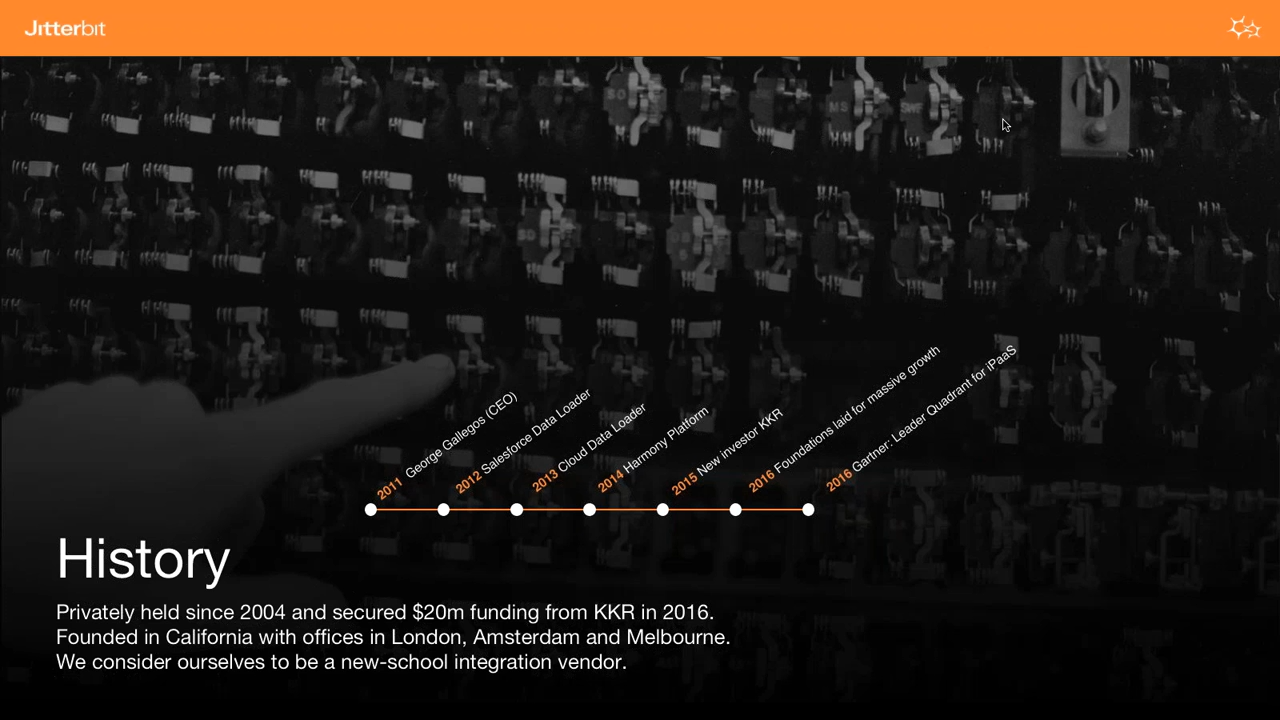 Jitterbit
2011 George Gallegos (CEO)
2012 Salesforce Data Loader
2013 Cloud Data Loader
2014 Harmony Platform
2015 New investor KKR
2016 Foundations laid for massive growth
2016 Gartner: Leader Quadrant for iPaaS
History
Privately held since 2004 and secured $20m funding from KKR in 2016.
Founded in California with offices in London, Amsterdam and Melbourne.
We consider ourselves to be a new-school integration vendor.